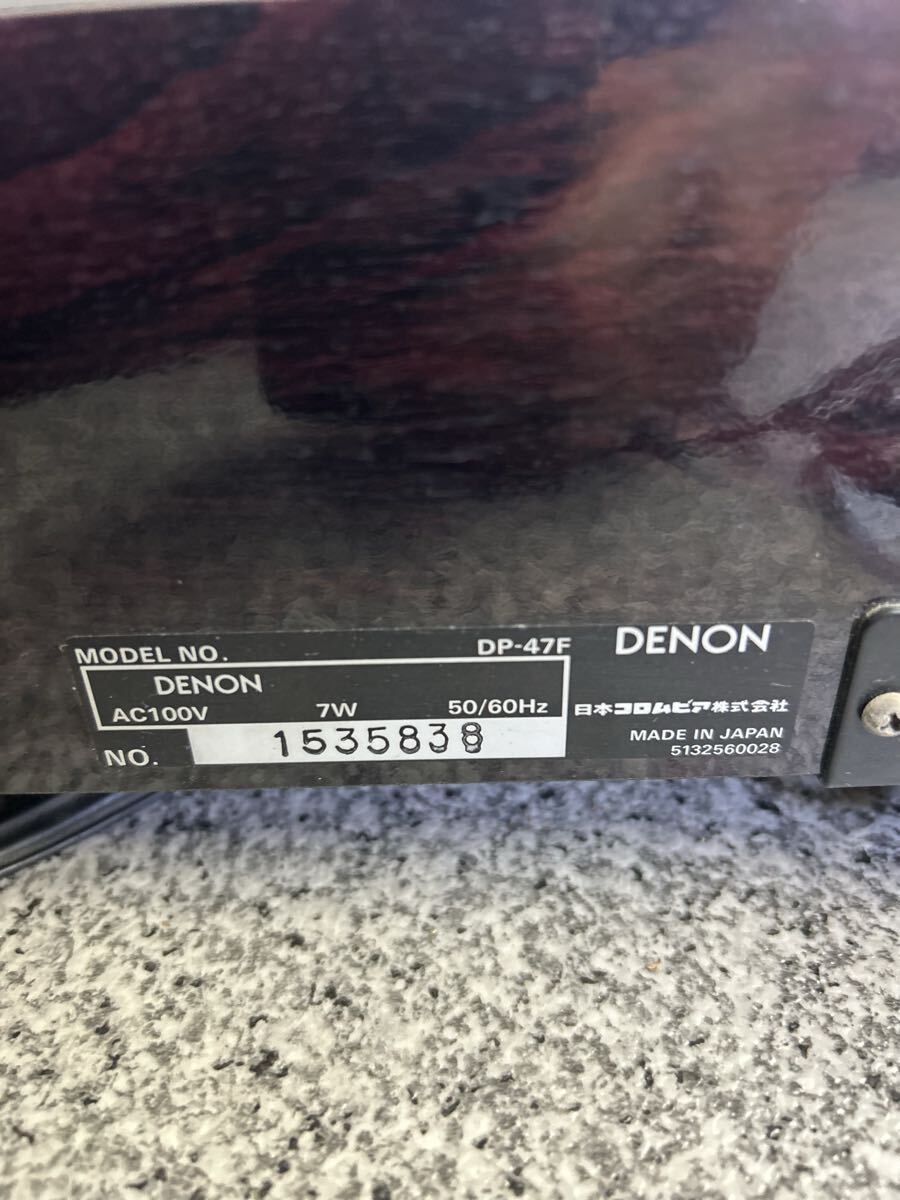 MODEL NO. DP-47F
DENON
AC100V 7W 50/60Hz
NO. 1535838
DENON
日本コロムビア株式会社
MADE IN JAPAN
5132560028